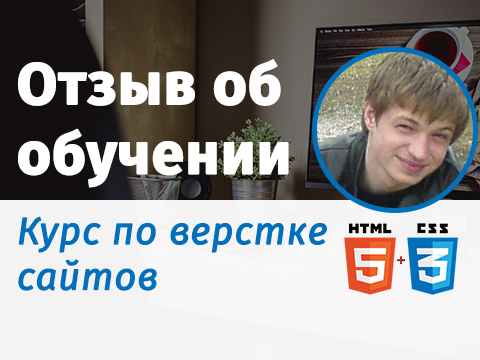 Отзыв об
обучении
Курс по верстке
сайтов
HTML CSS
5 + 3